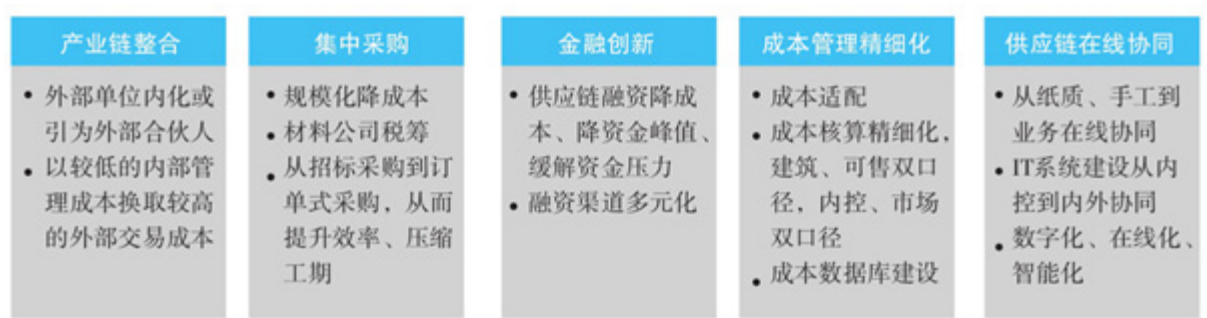 产业链整合
• 外部单位内化或
引为外部合伙人
• 以较低的内部管
理成本换取较高
的外部交易成本
集中采购
• 规模化降成本
• 材料公司税筹
• 从招标采购到订
单式采购，从而
提升效率、压缩
工期
金融创新
• 供应链融资降成
本、降资金峰值、
缓解资金压力
• 融资渠道多元化
成本管理精细化
• 成本适配
• 成本核算精细化，
建筑、可售双口
径，内控、市场
双口径
• 成本数据库建设
供应链在线协同
• 从纸质、手工到
业务在线协同
• IT系统建设从内
控到内外协同
• 数字化、在线化、
智能化